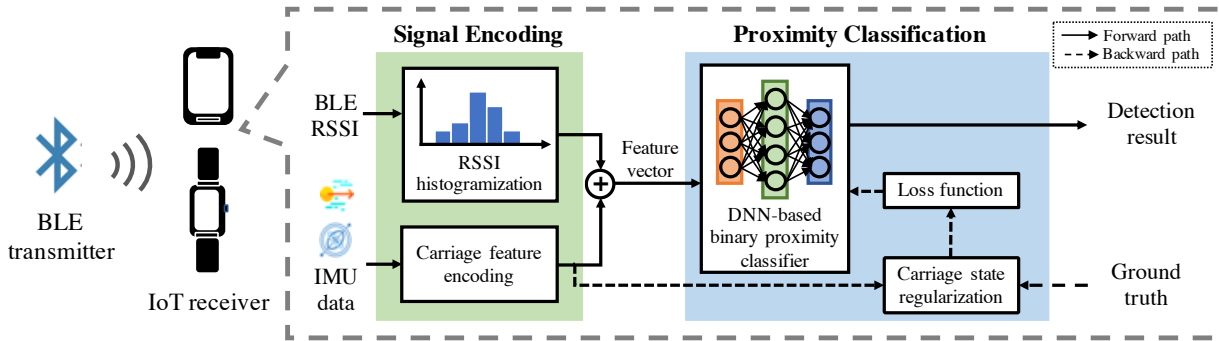 Signal Encoding
Proximity Classification
Forward path
Backward path
BLE
RSSI
RSSI
histogramization
Feature
vector
DNN-based
binary proximity
classifier
Detection
result
Loss function
BLE
transmitter
IoT receiver
IMU
data
Carriage feature
encoding
Carriage state
regularization
Ground
truth